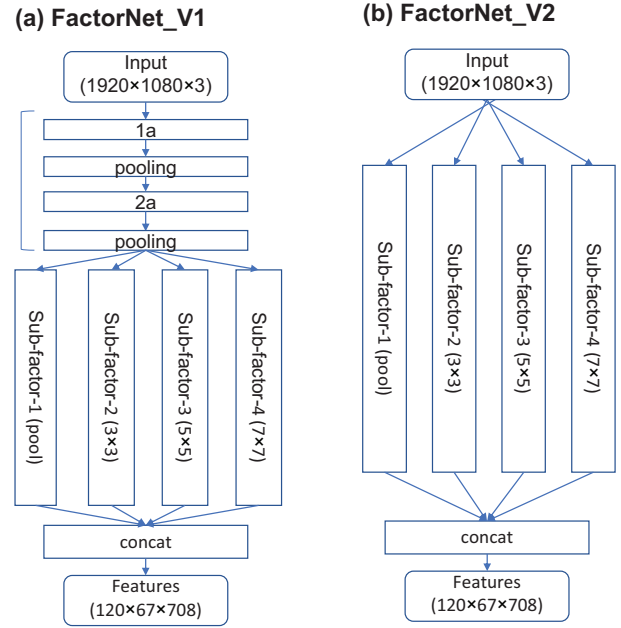 (a) FactorNet_V1
Input
(1920×1080×3)
1a
pooling
2a
pooling
Sub-factor-1 (pool)
Sub-factor-2 (3×3)
Sub-factor-3 (5×5)
Sub-factor-4 (7×7)
concat
Features
(120×67×708)
(b) FactorNet_V2
Input
(1920×1080×3)
Sub-factor-1 (pool)
Sub-factor-2 (3×3)
Sub-factor-3 (5×5)
Sub-factor-4 (7×7)
concat
Features
(120×67×708)